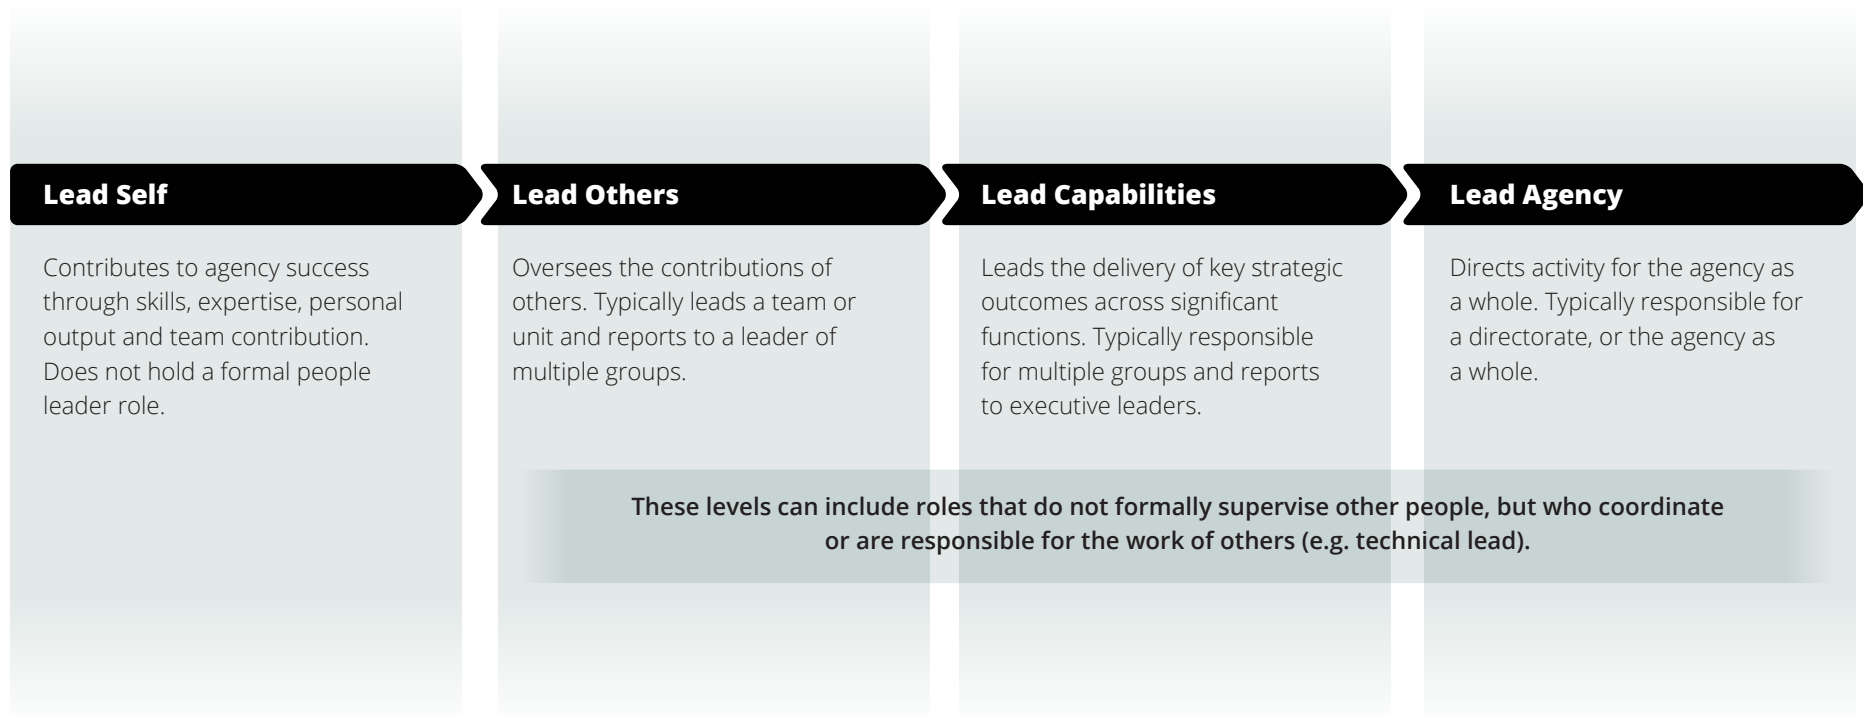 Lead Self
Contributes to agency success
through skills, expertise, personal
output and team contribution.
Does not hold a formal people
leader role.
Lead Others
Oversees the contributions of
others. Typically leads a team or
unit and reports to a leader of
multiple groups.
Lead Capabilities
Leads the delivery of key strategic
outcomes across significant
functions. Typically responsible
for multiple groups and reports
to executive leaders.
Lead Agency
Directs activity for the agency as
a whole. Typically responsible for
a directorate, or the agency as
a whole.
These levels can include roles that do not formally supervise other people, but who coordinate
or are responsible for the work of others (e.g. technical lead).